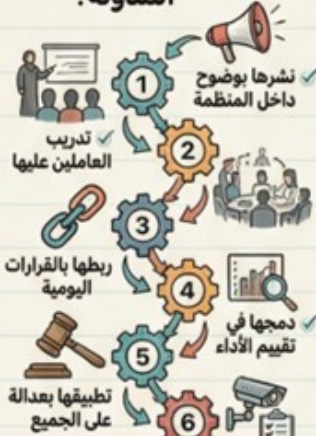 1
نشرها بوضوح
داخل المنظمة
2
تدريب
العاملين عليها
3
ربطها بالقرارات
اليومية
4
دمجها في
تقييم الأداء
5
تطبيقها بعدالة
على الجميع
6